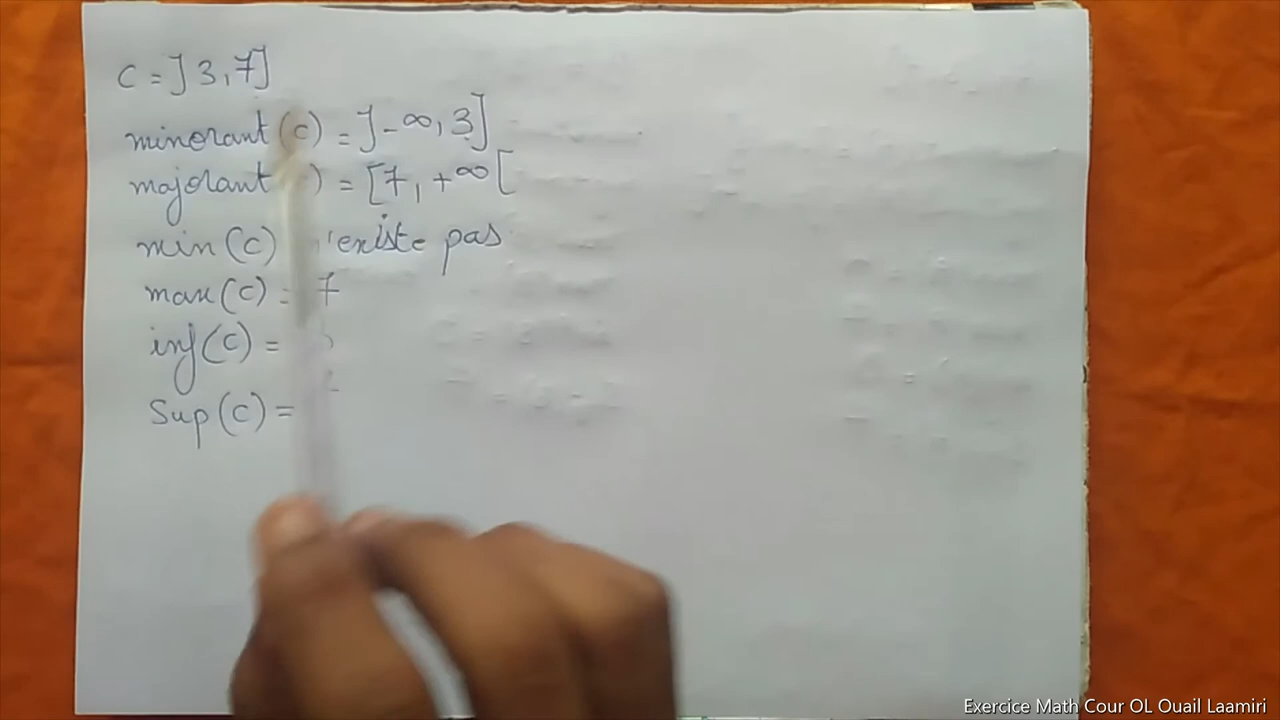 C = ]3, 7]
minorant (c) = ]-∞, 3]
majorant ) = [7, +∞[
min (c) 'existe pas
max (c) = 7
inf (c) =
Sup (c) =
Exercice Math Cour OL Ouail Laamiri